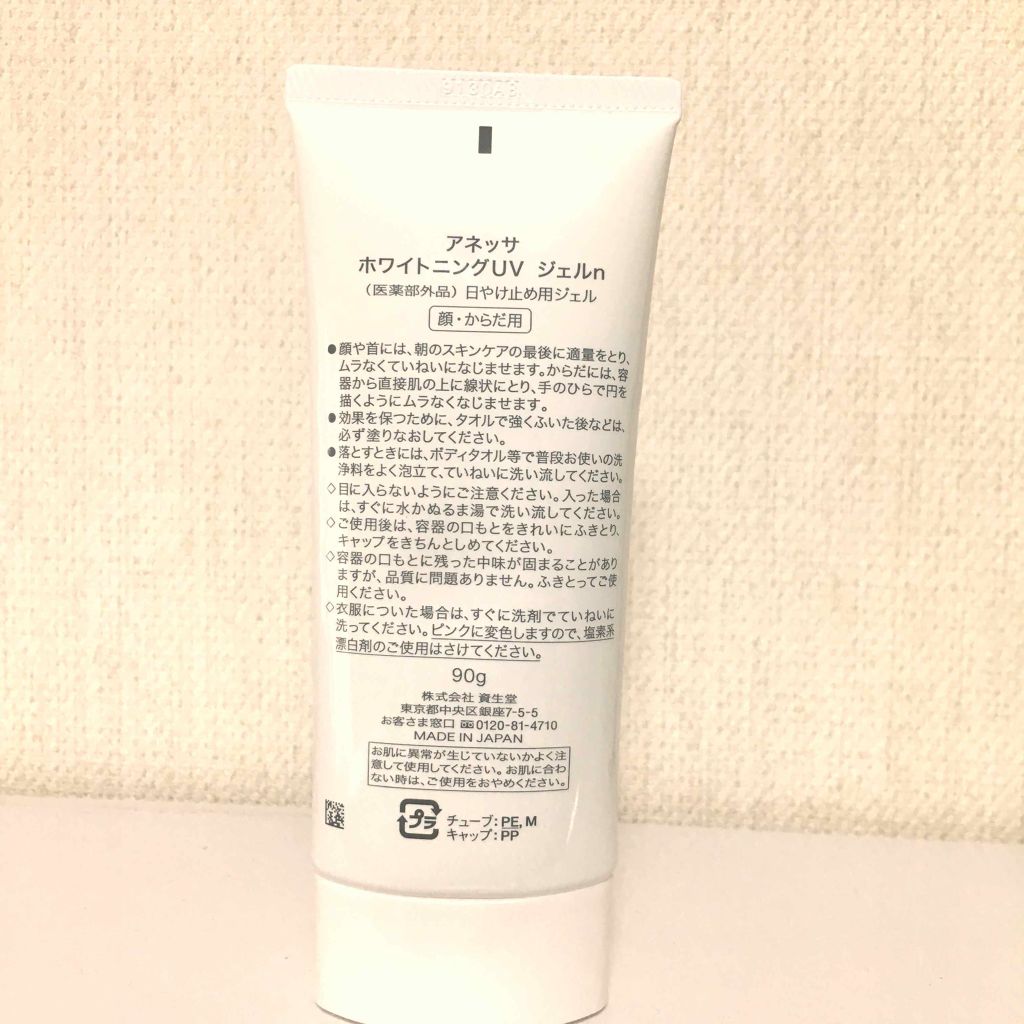 9130AB
アネッサ
ホワイトニングUV ジェルn
(医薬部外品) 日やけ止め用ジェル
顔・からだ用
●顔や首には、朝のスキンケアの最後に適量をとり、
ムラなくていねいになじませます。からだには、容
器から直接肌の上に線状にとり、手のひらで円を
描くようにムラなくなじませます。
●効果を保つために、タオルで強くふいた後などは、
必ず塗りなおしてください。
●落とすときには、ボディタオル等で普段お使いの洗
浄料をよく泡立て、ていねいに洗い流してください。
◇目に入らないようにご注意ください。入った場合
は、すぐに水かぬるま湯で洗い流してください。
◇ご使用後は、容器の口もとをきれいにふきとり、
キャップをきちんとしめてください。
◇容器の口もとに残った中味が固まることがあり
ますが、品質に問題ありません。ふきとってご使
用ください。
◇衣服についた場合は、すぐに洗剤でていねいに
洗ってください。ピンクに変色しますので、塩素系
漂白剤のご使用はさけてください。
90g
株式会社 資生堂
東京都中央区銀座7-5-5
お客さま窓口 0120-81-4710
MADE IN JAPAN
お肌に異常が生じていないかよく注
意して使用してください。お肌に合わ
ない時は、ご使用をおやめください。
プラ
チューブ:PE, M
キャップ:PP